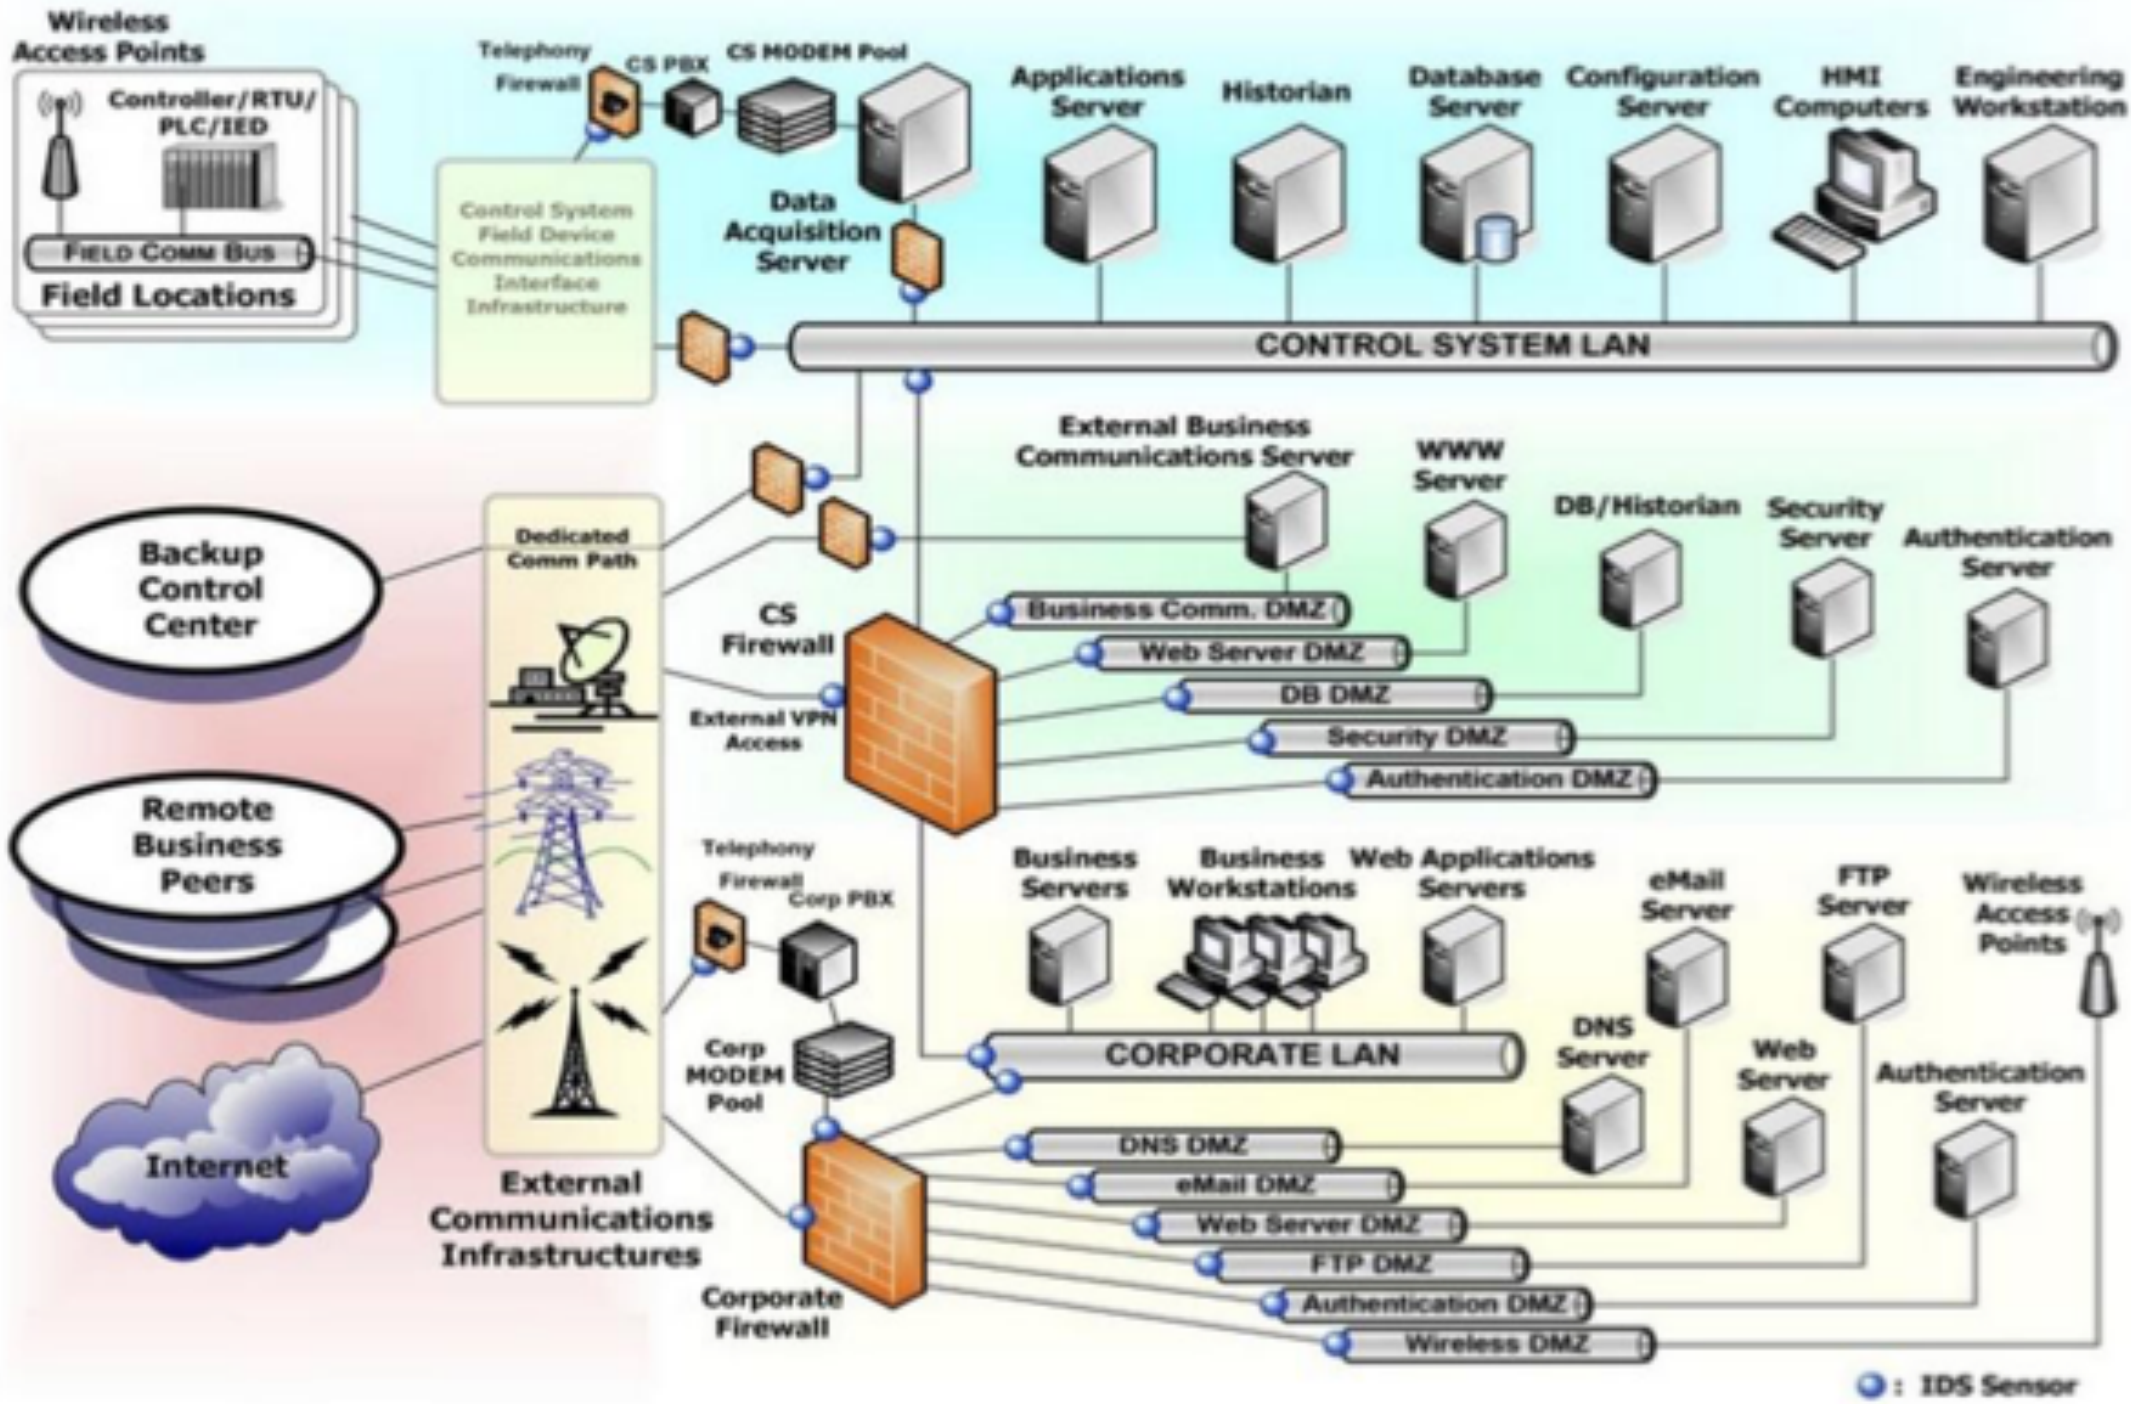 Wireless
Access Points
Controller/RTU/
PLC/IED
FIELD COMM BUS
Field Locations
Telephony
Firewall
CS PBX
CS MODEM Pool
Control System
Field Device
Communications
Interface
Infrastructure
Data
Acquisition
Server
Applications
Server
Historian
Database
Server
Configuration
Server
HMI
Computers
Engineering
Workstation
CONTROL SYSTEM LAN
External Business
Communications Server
WWW
Server
DB/Historian
Security
Server
Authentication
Server
Backup
Control
Center
Dedicated
Comm Path
CS
Firewall
External VPN
Access
Business Comm. DMZ
Web Server DMZ
DB DMZ
Security DMZ
Authentication DMZ
Remote
Business
Peers
Internet
External
Communications
Infrastructures
Telephony
Firewall
Corp PBX
Corp
MODEM
Pool
Corporate
Firewall
Business
Servers
Business
Workstations
Web Applications
Servers
eMail
Server
FTP
Server
Wireless
Access
Points
CORPORATE LAN
DNS
Server
Web
Server
Authentication
Server
DNS DMZ
eMail DMZ
Web Server DMZ
FTP DMZ
Authentication DMZ
Wireless DMZ
: IDS Sensor